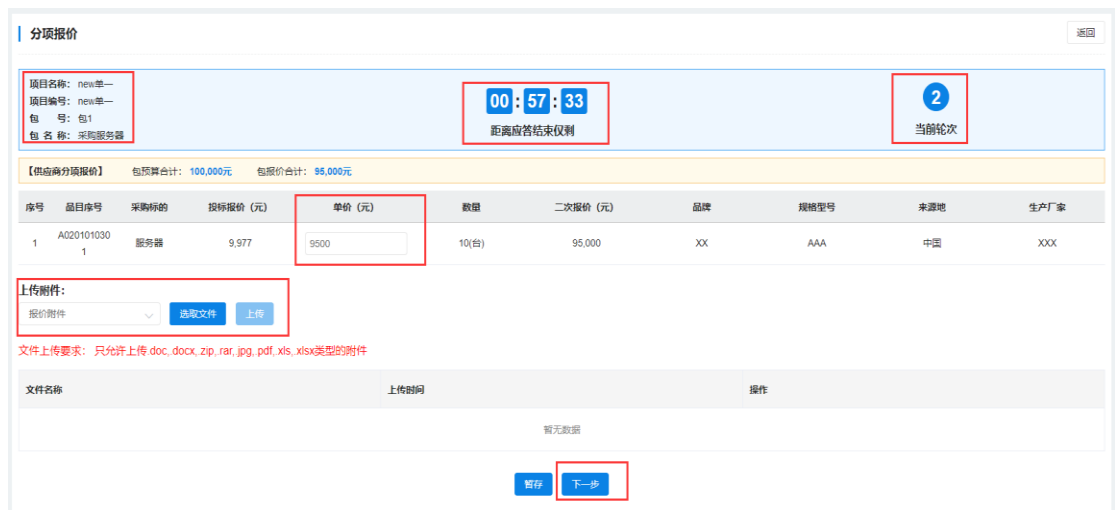 分项报价
返回
项目名称： new单一
项目编号： new单一
包 号： 包1
包 名 称： 采购服务器
00 : 57 : 33
距离应答结束仅剩
2
当前轮次
【供应商分项报价】 包预算合计： 100,000元 包报价合计： 95,000元
序号 品目序号 采购标的 投标报价（元） 单价（元） 数量 二次报价（元） 品牌 规格型号 来源地 生产厂家
1 A020101030
1 服务器 9,977 9500 10(台) 95,000 XX AAA 中国 XXX
上传附件：
报价附件 选取文件 上传
文件上传要求： 只允许上传.doc,.docx,.zip,.rar,.jpg,.pdf,.xls,.xlsx类型的附件
文件名称 上传时间 操作
暂无数据
暂存 下一步